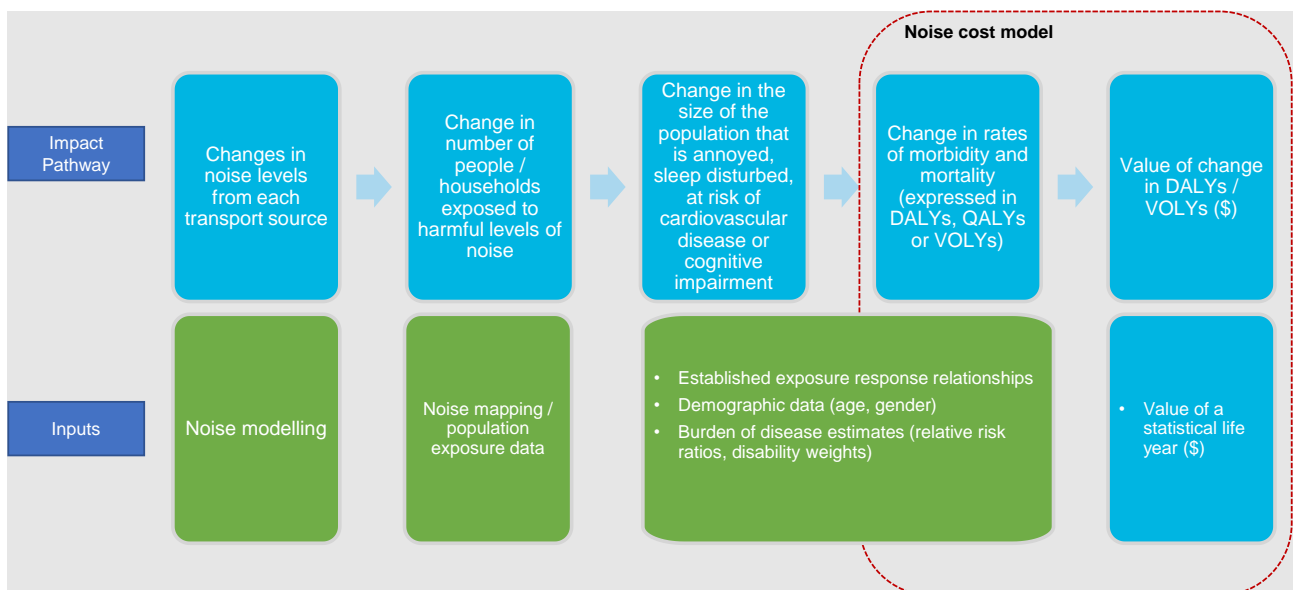 Noise cost model
Impact
Pathway
Changes in
noise levels
from each
transport source
Change in
number of
people /
households
exposed to
harmful levels of
noise
Change in the
size of the
population that
is annoyed,
sleep disturbed,
at risk of
cardiovascular
disease or
cognitive
impairment
Change in rates
of morbidity and
mortality
(expressed in
DALYs, QALYs
or VOLYs)
Value of change
in DALYs /
VOLYs ($)
Inputs
Noise modelling
Noise mapping /
population
exposure data
• Established exposure response relationships
• Demographic data (age, gender)
• Burden of disease estimates (relative risk
ratios, disability weights)
• Value of a
statistical life
year ($)